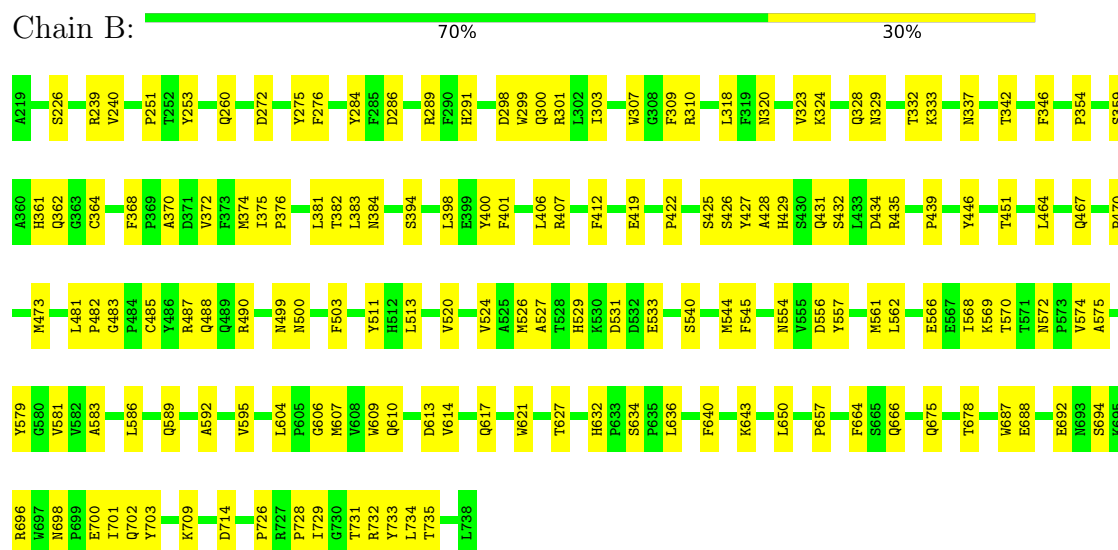 Chain B:
70% 30%
A219 S226 R239 V240 P251 T252 Y253 Q260 D272 Y275 F276 Y284 F285 D286 R289 F290 H291 D298 W299 Q300 R301 L302 I303 W307 G308 F309 R310 L318 F319 N320 V323 K324 Q328 N329 T332 K333 N337 T342 F346 P354 S359
A360 H361 Q362 G363 C364 F368 P369 A370 D371 V372 F373 M374 I375 P376 L381 T382 L383 N384 S394 L398 E399 Y400 F401 L406 R407 F412 E419 P422 S425 S426 Y427 A428 H429 S430 Q431 S432 L433 D434 R435 P439 Y446 T451 L464 Q467
M473 L481 P482 G483 P484 C485 Y486 R487 Q488 Q489 R490 N499 N500 F503 Y511 H512 L513 V520 V524 A525 M526 A527 T528 H529 K530 D531 D532 E533 S540 M544 F545 N554 V555 D556 Y557 M561 L562 E566 E567 I568 K569 T570 T571 N572 P573 V574 A575
Y579 G580 V581 V582 A583 L586 Q589 A592 V595 L604 P605 G606 M607 V608 W609 Q610 D613 V614 Q617 W621 T627 H632 P633 S634 P635 L636 F640 K643 L650 P657 F664 S665 Q666 Q675 T678 W687 E688 E692 N693 S694
R696 W697 N698 P699 E700 I701 Q702 Y703 K709 D714 P726 R727 P728 I729 G730 T731 R732 Y733 L734 T735 L738